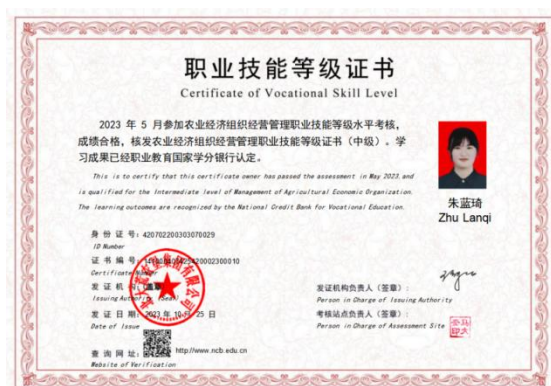 职业技能等级证书
Certificate of Vocational Skill Level
2023 年 5 月参加农业经济组织经营管理职业技能等级水平考核，
成绩合格，核发农业经济组织经营管理职业技能等级证书（中级）。学
习成果已经职业教育国家学分银行认定。
This is to certify that this certificate owner has passed the assessment in May 2023, and
is qualified for the Intermediate level of Management of Agricultural Economic Organization.
The learning outcomes are recognized by the National Credit Bank for Vocational Education.
朱蓝琦
Zhu Lanqi
身 份 证 号：420702200303070029
ID Number
证 书 编 号：
Certificate Number
发 证 机 构（盖章）
Issuing Authority (Seal)
发证机构负责人（签章）：
Person in Charge of Issuing Authority
发 证 日 期：2023 年 10 月 25 日
Date of Issue
考核站点负责人（签章）：
Person in Charge of Assessment Site
查 询 网 址：http://www.ncb.edu.cn
Website of Verification